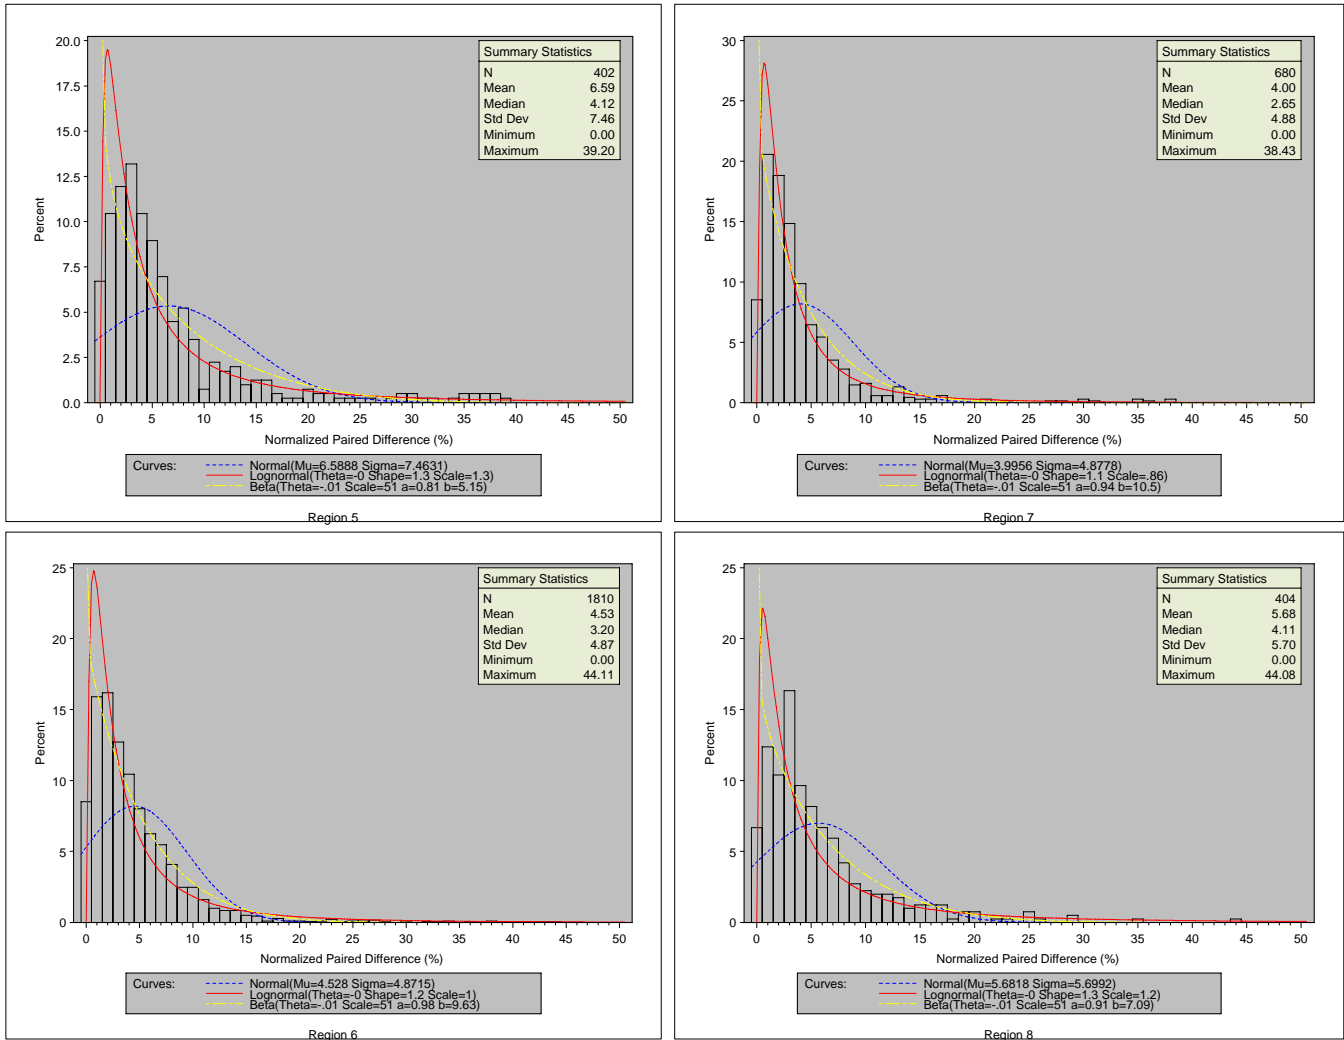 20.0
17.5
15.0
12.5
10.0
7.5
5.0
2.5
0.0
Percent
Summary Statistics
N 402
Mean 6.59
Median 4.12
Std Dev 7.46
Minimum 0.00
Maximum 39.20
0 5 10 15 20 25 30 35 40 45 50
Normalized Paired Difference (%)
Curves: Normal(Mu=6.5888 Sigma=7.4631)
Lognormal(Theta=-0 Shape=1.3 Scale=1.3)
Beta(Theta=-.01 Scale=51 a=0.81 b=5.15)
Region 5
30
25
20
15
10
5
0
Percent
Summary Statistics
N 680
Mean 4.00
Median 2.65
Std Dev 4.88
Minimum 0.00
Maximum 38.43
0 5 10 15 20 25 30 35 40 45 50
Normalized Paired Difference (%)
Curves: Normal(Mu=3.9956 Sigma=4.8778)
Lognormal(Theta=-0 Shape=1.1 Scale=.86)
Beta(Theta=-.01 Scale=51 a=0.94 b=10.5)
Region 7
25
20
15
10
5
0
Percent
Summary Statistics
N 1810
Mean 4.53
Median 3.20
Std Dev 4.87
Minimum 0.00
Maximum 44.11
0 5 10 15 20 25 30 35 40 45 50
Normalized Paired Difference (%)
Curves: Normal(Mu=4.528 Sigma=4.8715)
Lognormal(Theta=-0 Shape=1.2 Scale=1)
Beta(Theta=-.01 Scale=51 a=0.98 b=9.63)
Region 6
25
20
15
10
5
0
Percent
Summary Statistics
N 404
Mean 5.68
Median 4.11
Std Dev 5.70
Minimum 0.00
Maximum 44.08
0 5 10 15 20 25 30 35 40 45 50
Normalized Paired Difference (%)
Curves: Normal(Mu=5.6818 Sigma=5.6992)
Lognormal(Theta=-0 Shape=1.3 Scale=1.2)
Beta(Theta=-.01 Scale=51 a=0.91 b=7.09)
Region 8